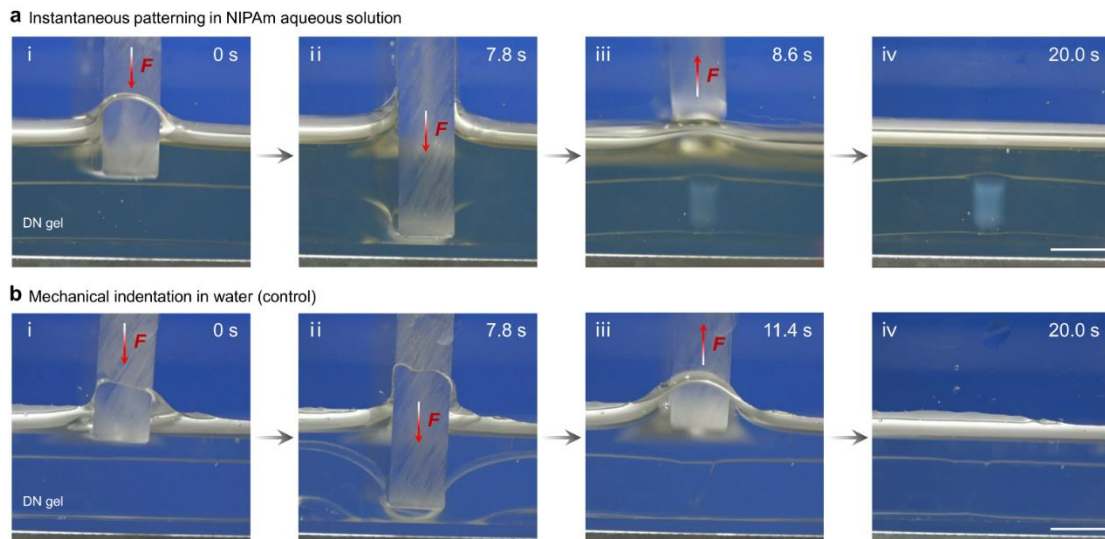 a Instantaneous patterning in NIPAm aqueous solution
i 0 s
F
DN gel
ii 7.8 s
F
iii 8.6 s
F
iv 20.0 s
b Mechanical indentation in water (control)
i 0 s
F
DN gel
ii 7.8 s
F
iii 11.4 s
F
iv 20.0 s